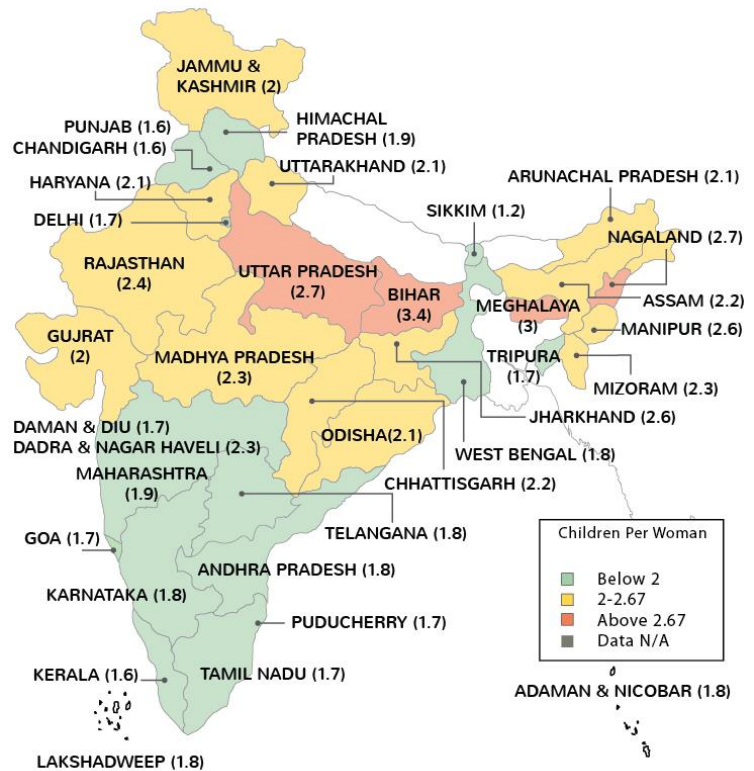 JAMMU &
KASHMIR (2)
PUNJAB (1.6)
HIMACHAL
PRADESH (1.9)
CHANDIGARH (1.6)
UTTARAKHAND (2.1)
HARYANA (2.1)
ARUNACHAL PRADESH (2.1)
DELHI (1.7)
SIKKIM (1.2)
NAGALAND (2.7)
RAJASTHAN
(2.4)
UTTAR PRADESH
(2.7)
BIHAR
(3.4)
MEGHALAYA
(3)
ASSAM (2.2)
GUJRAT
(2)
MANIPUR (2.6)
MADHYA PRADESH
(2.3)
TRIPURA
(1.7)
MIZORAM (2.3)
JHARKHAND (2.6)
DAMAN & DIU (1.7)
DADRA & NAGAR HAVELI (2.3)
ODISHA(2.1)
WEST BENGAL (1.8)
MAHARASHTRA
(1.9)
CHHATTISGARH (2.2)
TELANGANA (1.8)
GOA (1.7)
ANDHRA PRADESH (1.8)
KARNATAKA (1.8)
PUDUCHERRY (1.7)
KERALA (1.6)
TAMIL NADU (1.7)
ADAMAN & NICOBAR (1.8)
LAKSHADWEEP (1.8)
Children Per Woman
Below 2
2-2.67
Above 2.67
Data N/A